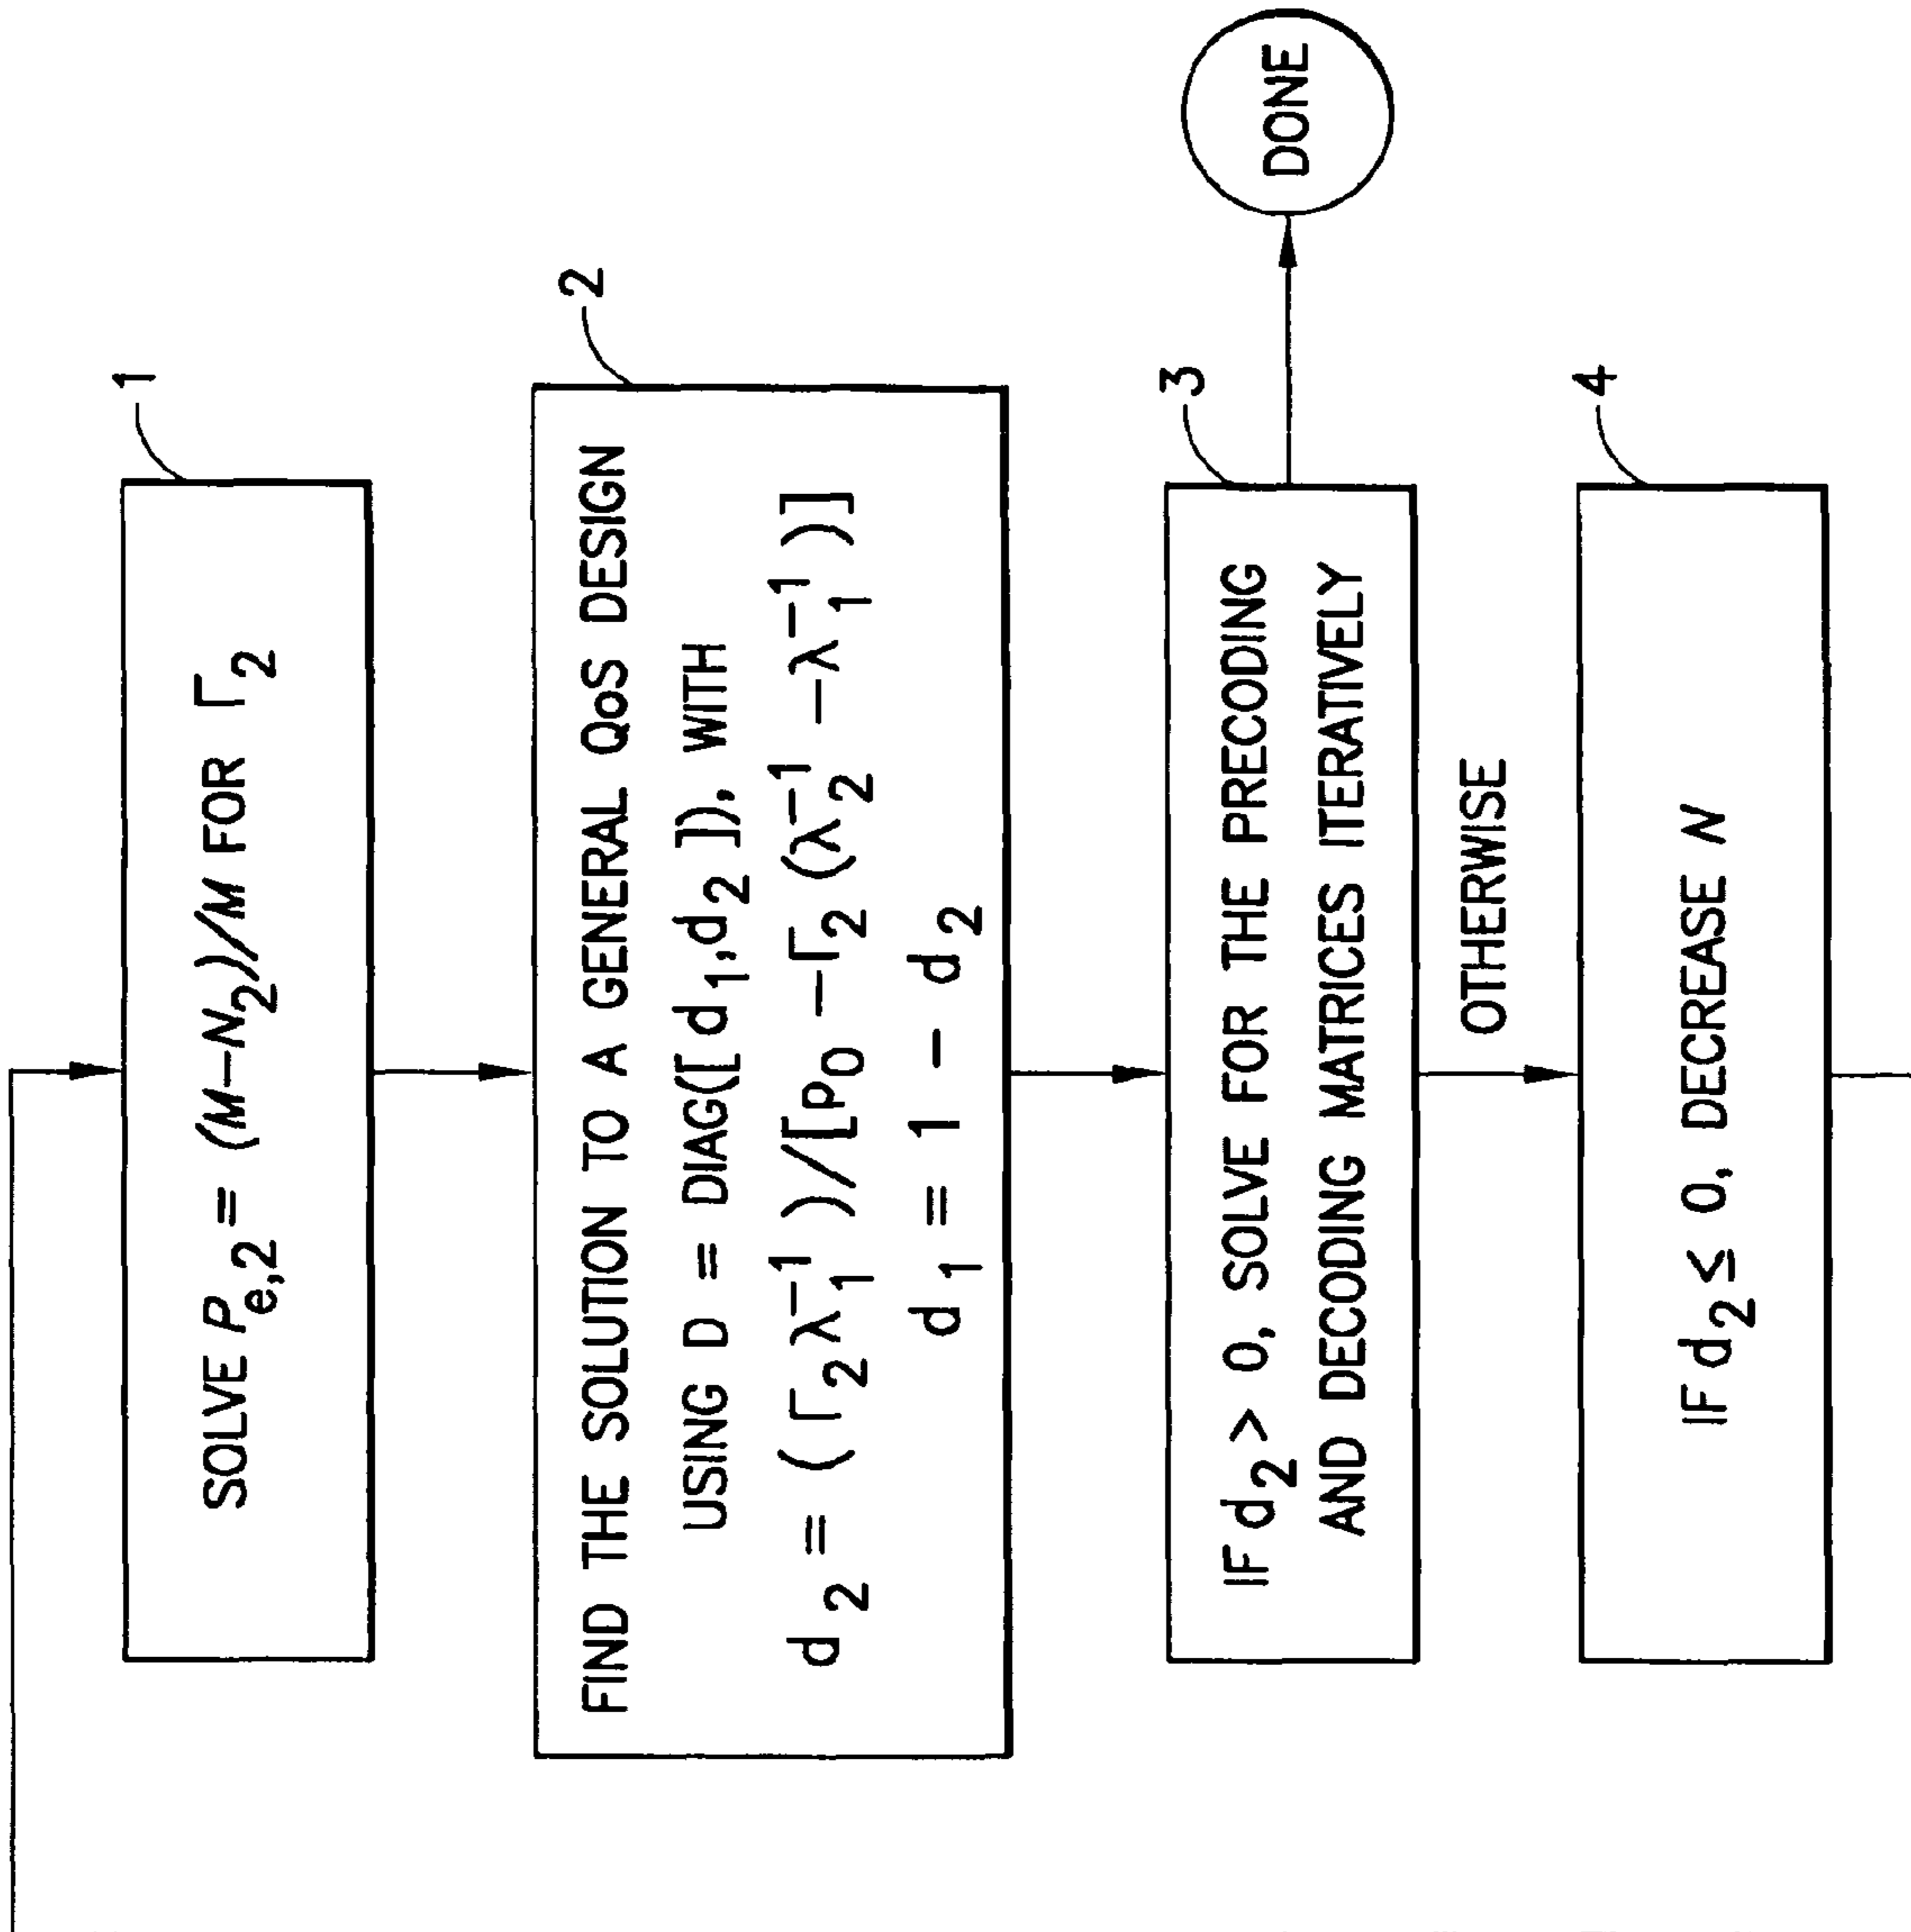 1
SOLVE P_{e,2} = (M−N_2)/M FOR Γ_2
2
FIND THE SOLUTION TO A GENERAL QoS DESIGN
USING D = DIAG([d_1,d_2]), WITH
d_2 = (Γ_2λ_1^{−1})/[p_0 −Γ_2 (λ_2^{−1} −λ_1^{−1})]
d_1 = 1 − d_2
3
IF d_2 > 0, SOLVE FOR THE PRECODING
AND DECODING MATRICES ITERATIVELY
DONE
OTHERWISE
4
IF d_2 ≤ 0, DECREASE N